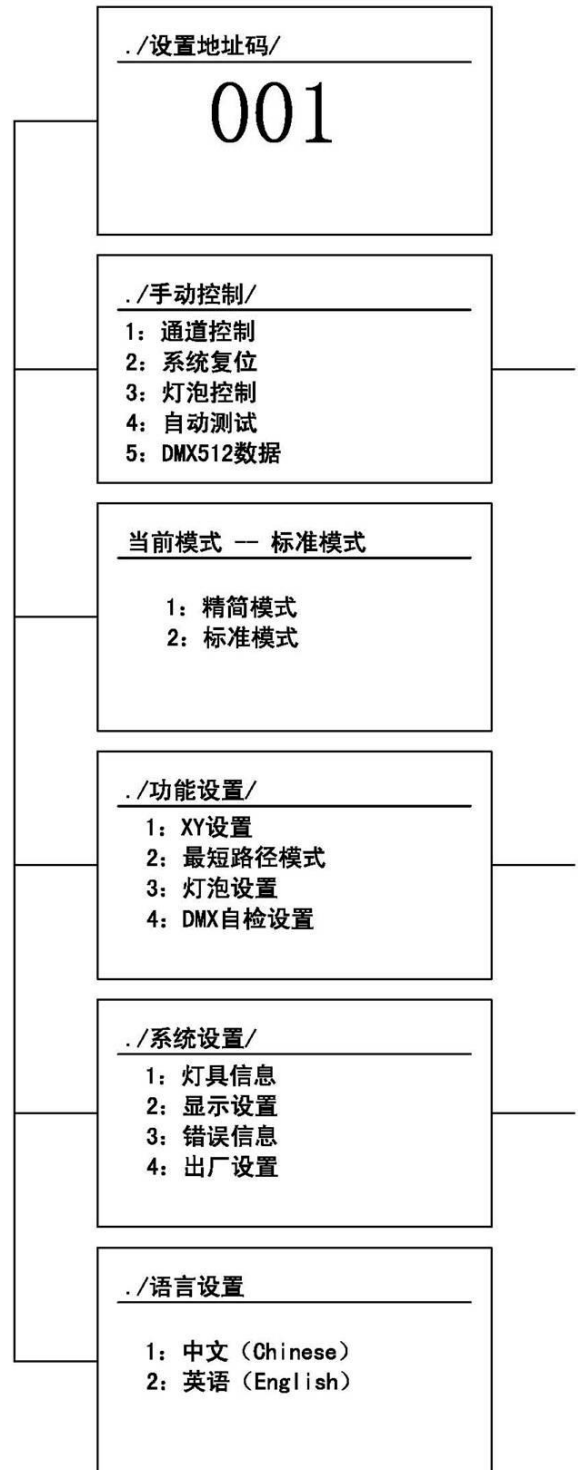 ./设置地址码/
001
./手动控制/
1：通道控制
2：系统复位
3：灯泡控制
4：自动测试
5：DMX512数据
当前模式 —— 标准模式
1：精简模式
2：标准模式
./功能设置/
1：XY设置
2：最短路径模式
3：灯泡设置
4：DMX自检设置
./系统设置/
1：灯具信息
2：显示设置
3：错误信息
4：出厂设置
./语言设置
1：中文（Chinese）
2：英语（English）